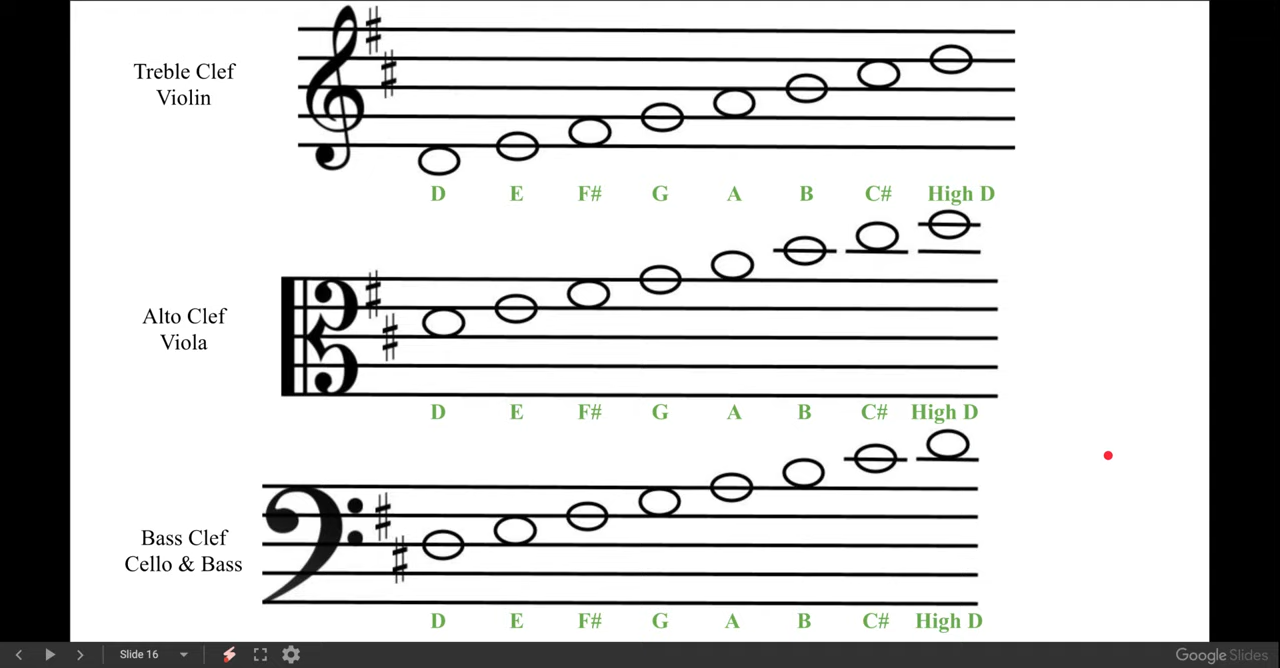 Treble Clef
Violin
D E F# G A B C# High D
Alto Clef
Viola
D E F# G A B C# High D
Bass Clef
Cello & Bass
D E F# G A B C# High D
Slide 16
Google Slides